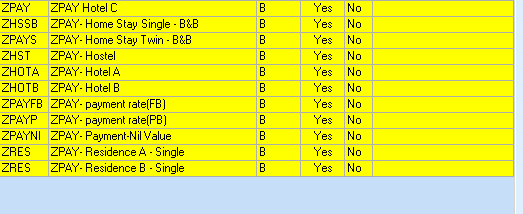 ZPAY ZPAY Hotel C B Yes No
ZHSSB ZPAY- Home Stay Single - B&B B Yes No
ZPAYS ZPAY- Home Stay Twin - B&B B Yes No
ZHST ZPAY- Hostel B Yes No
ZHOTA ZPAY- Hotel A B Yes No
ZHOTB ZPAY- Hotel B B Yes No
ZPAYFB ZPAY- payment rate(FB) B Yes No
ZPAYP ZPAY- payment rate(PB) B Yes No
ZPAYNI ZPAY- Payment-Nil Value B Yes No
ZRES ZPAY- Residence A - Single B Yes No
ZRES ZPAY- Residence B - Single B Yes No